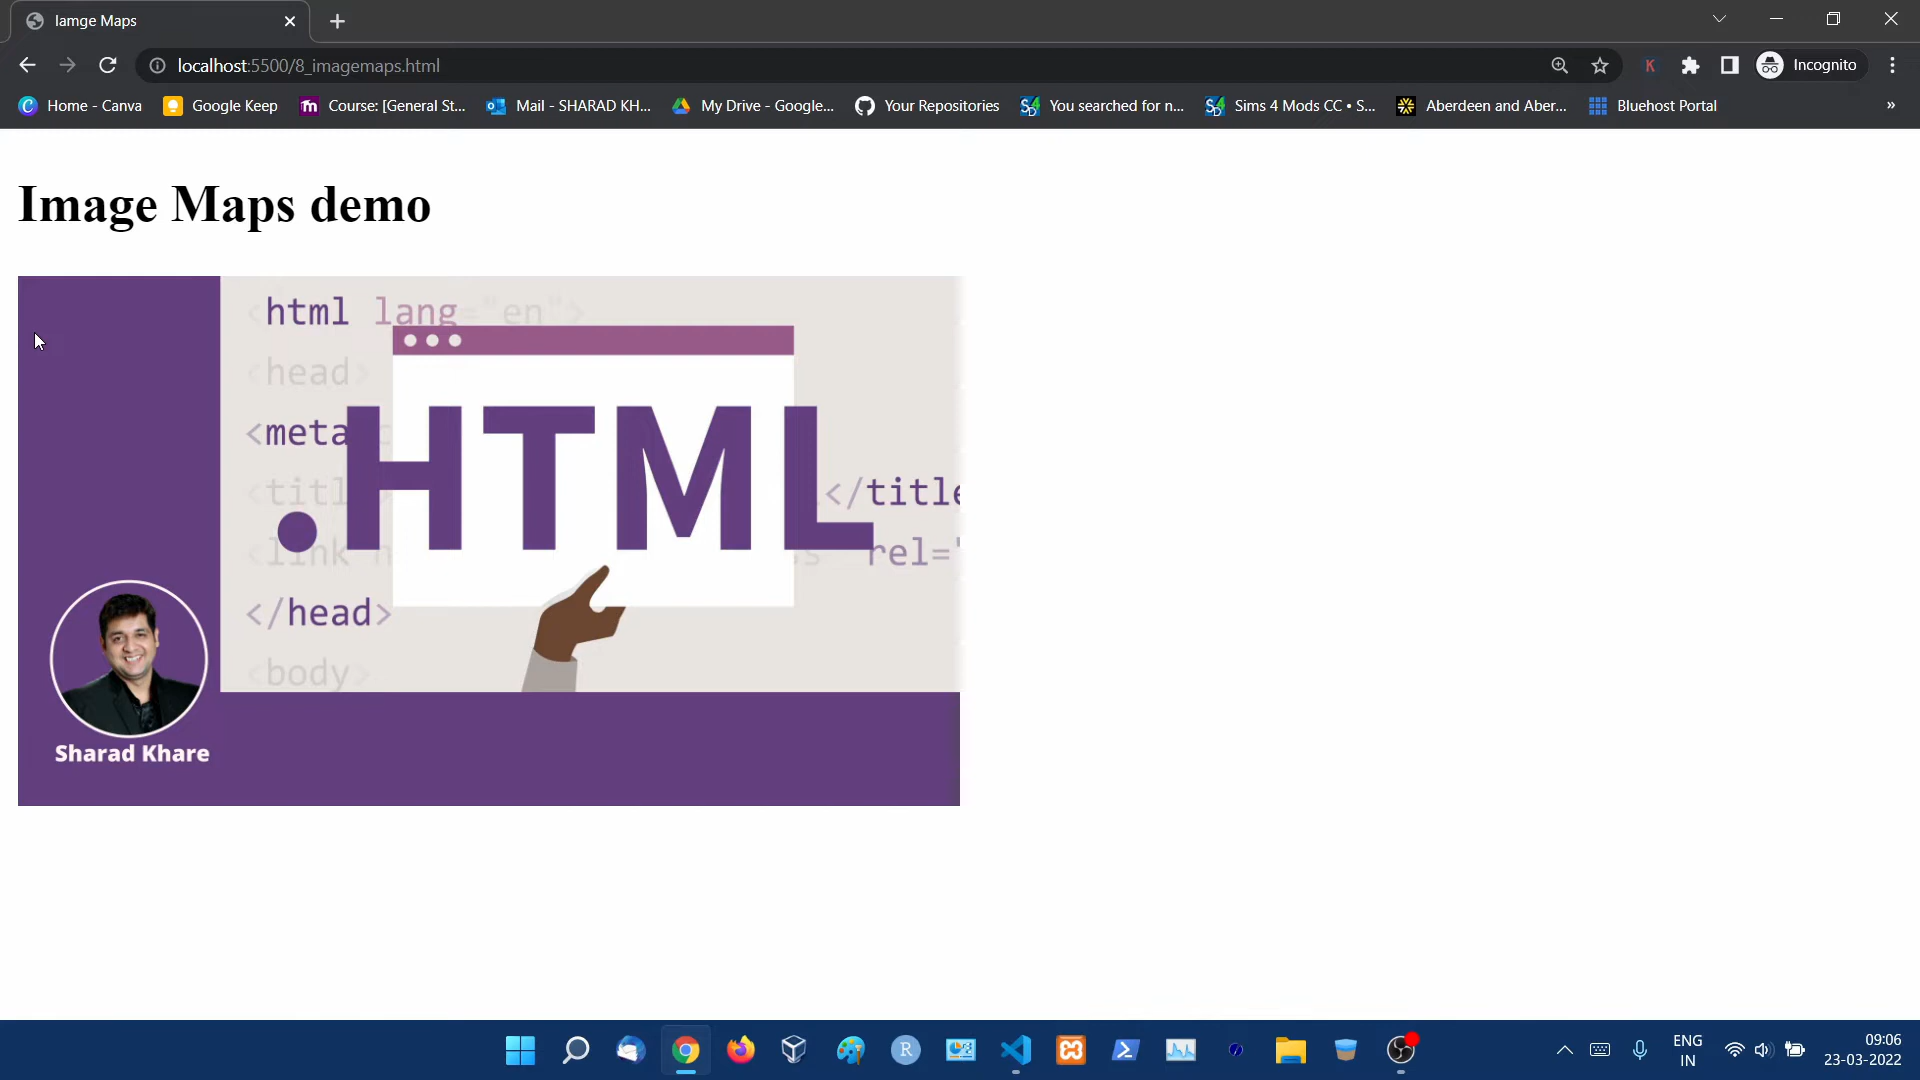 Iamge Maps
localhost:5500/8_imagemaps.html
Incognito
Home - Canva
Google Keep
Course: [General St...
Mail - SHARAD KH...
My Drive - Google...
Your Repositories
You searched for n...
Sims 4 Mods CC • S...
Aberdeen and Aber...
Bluehost Portal
»
Image Maps demo
<html lang="en">
<head>
<meta
.HTML
</title
rel="
</head>
<body>
Sharad Khare
ENG
IN
09:06
23-03-2022